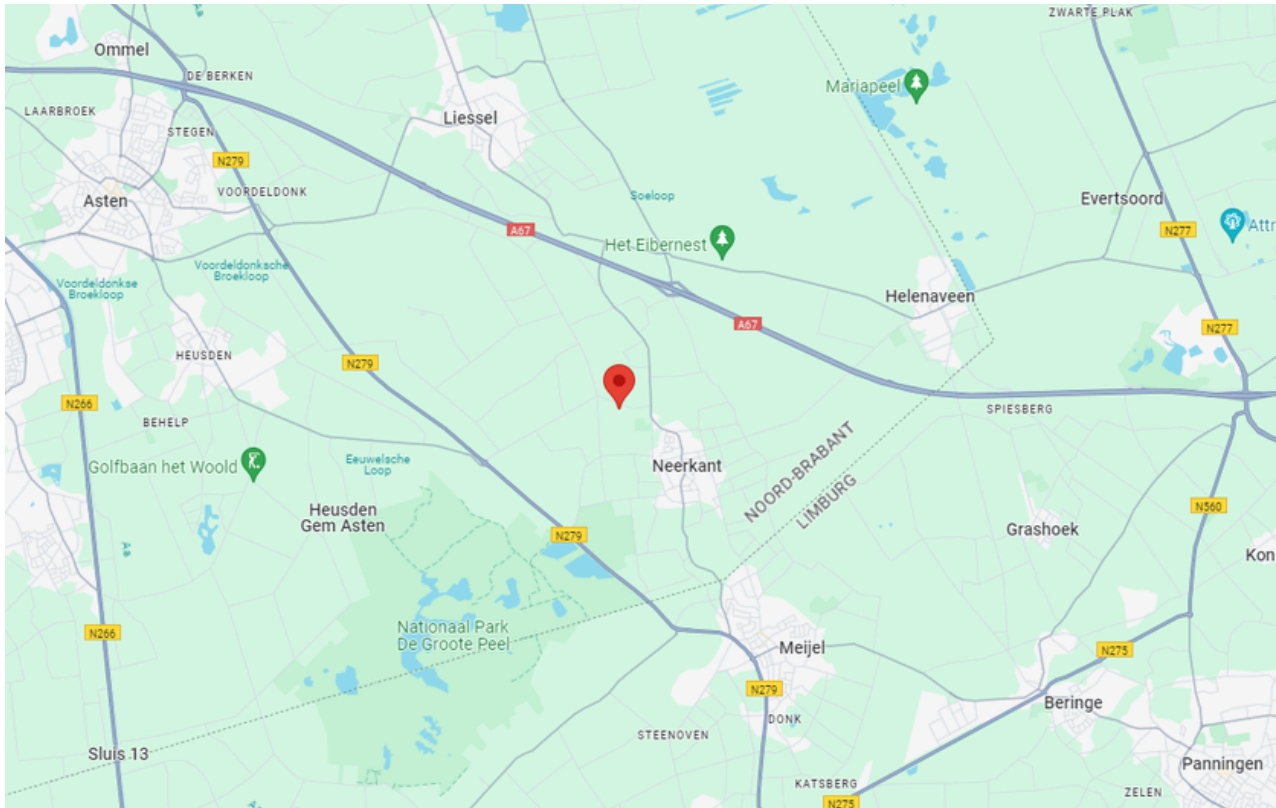 ZWARTE PLAK
Ommel
DE BERKEN
Mariapeel
LAARBROEK
Liessel
STEGEN
N279
VOORDELDONK
Asten
Soeloop
Evertsoord
A67
Het Eibernest
N277
Attr
Voordeldonksche
Broekloop
Voordeldonkse
Broekloop
Helenaveen
A67
N277
HEUSDEN
N279
N266
SPIESBERG
BEHELP
NOORD-BRABANT
LIMBURG
Golfbaan het Woold
Eeuwelsche
Loop
Neerkant
Heusden
Gem Asten
N560
Grashoek
N279
Aa
Kon
Nationaal Park
De Groote Peel
N266
Meijel
N275
N279
Beringe
DONK
STEENOVEN
Sluis 13
Panningen
KATSBERG
ZELEN
N275